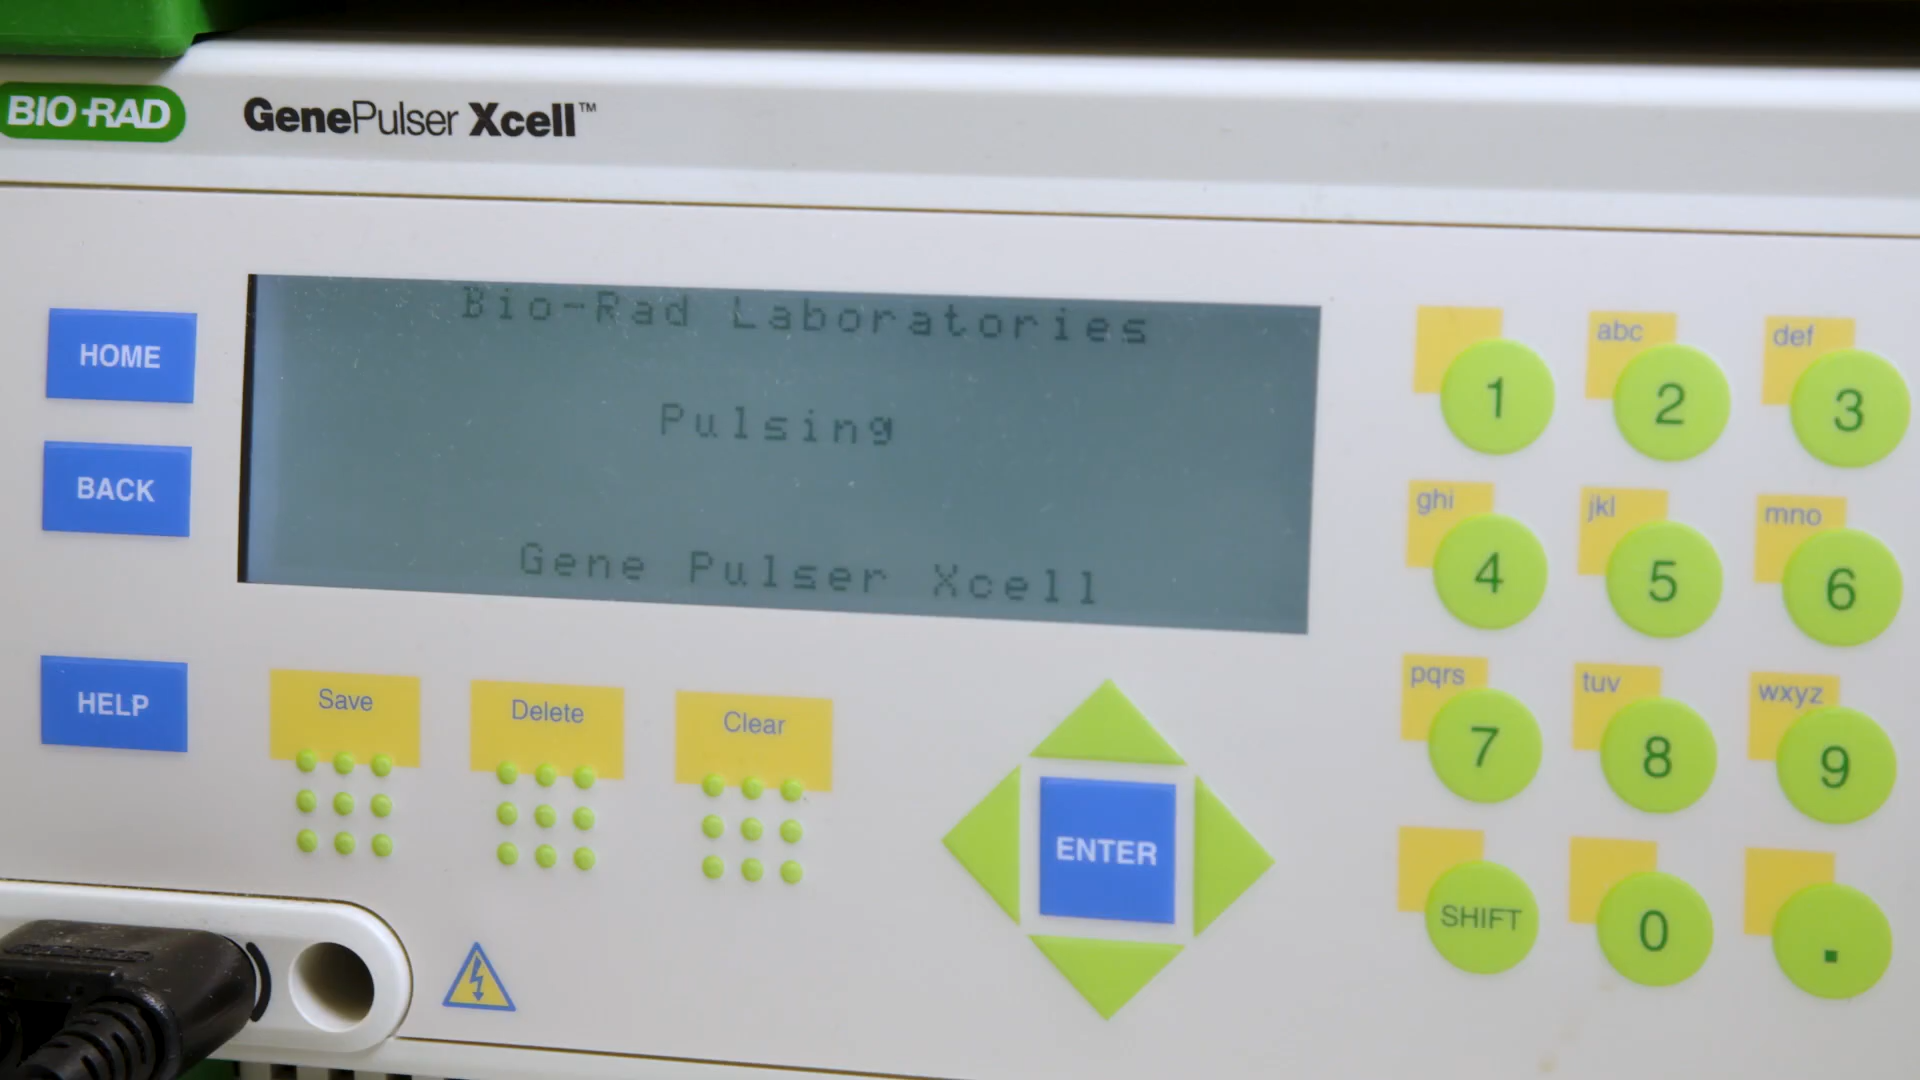 BIO-RAD
GenePulser Xcell™
Bio-Rad Laboratories
Pulsing
Gene Pulser Xcell
HOME
BACK
HELP
Save
Delete
Clear
ENTER
1
abc 2
def 3
ghi 4
jkl 5
mno 6
pqrs 7
tuv 8
wxyz 9
SHIFT
0
.